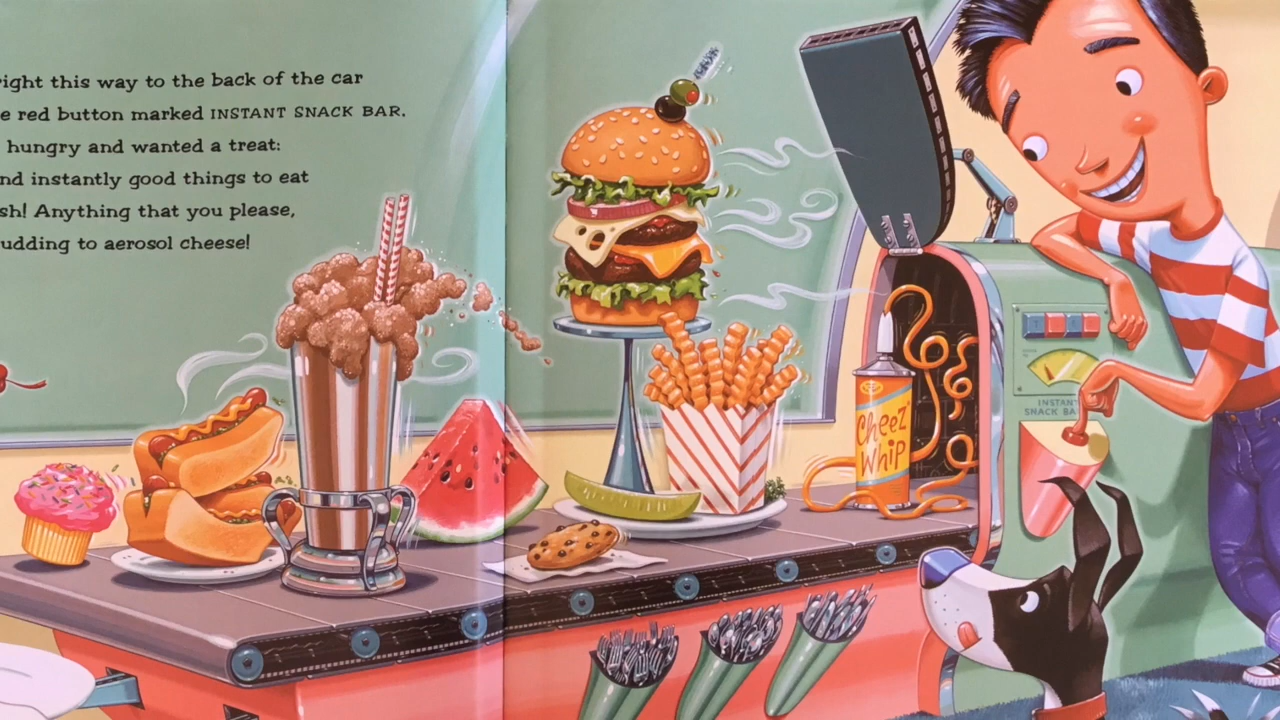 right this way to the back of the car
e red button marked INSTANT SNACK BAR.
hungry and wanted a treat:
nd instantly good things to eat
sh! Anything that you please,
udding to aerosol cheese!
CheeZ
Whip
INSTANT
SNACK BA